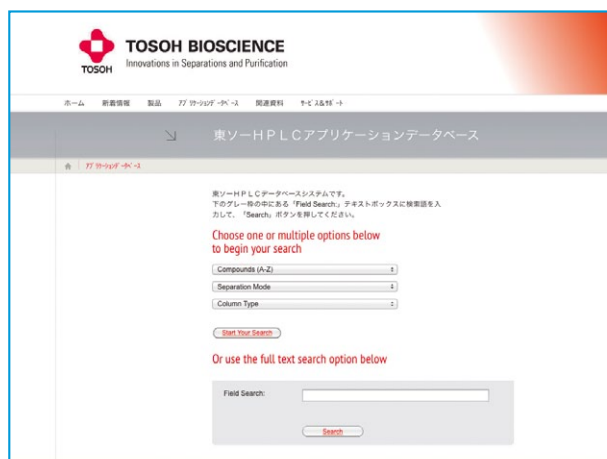 TOSOH
TOSOH BIOSCIENCE
Innovations in Separations and Purification
ホーム 新着情報 製品 ｱﾌﾟﾘｹｰｼｮﾝﾃﾞｰﾀﾍﾞｰｽ 関連資料 ｻｰﾋﾞｽ&ｻﾎﾟｰﾄ
東ソーHPLCアプリケーションデータベース
ｱﾌﾟﾘｹｰｼｮﾝﾃﾞｰﾀﾍﾞｰｽ
東ソーHPLCデータベースシステムです。
下のグレー枠の中にある「Field Search:」テキストボックスに検索語を入
力して、「Search」ボタンを押してください。
Choose one or multiple options below
to begin your search
Compounds (A-Z)
Separation Mode
Column Type
Start Your Search
Or use the full text search option below
Field Search:
Search